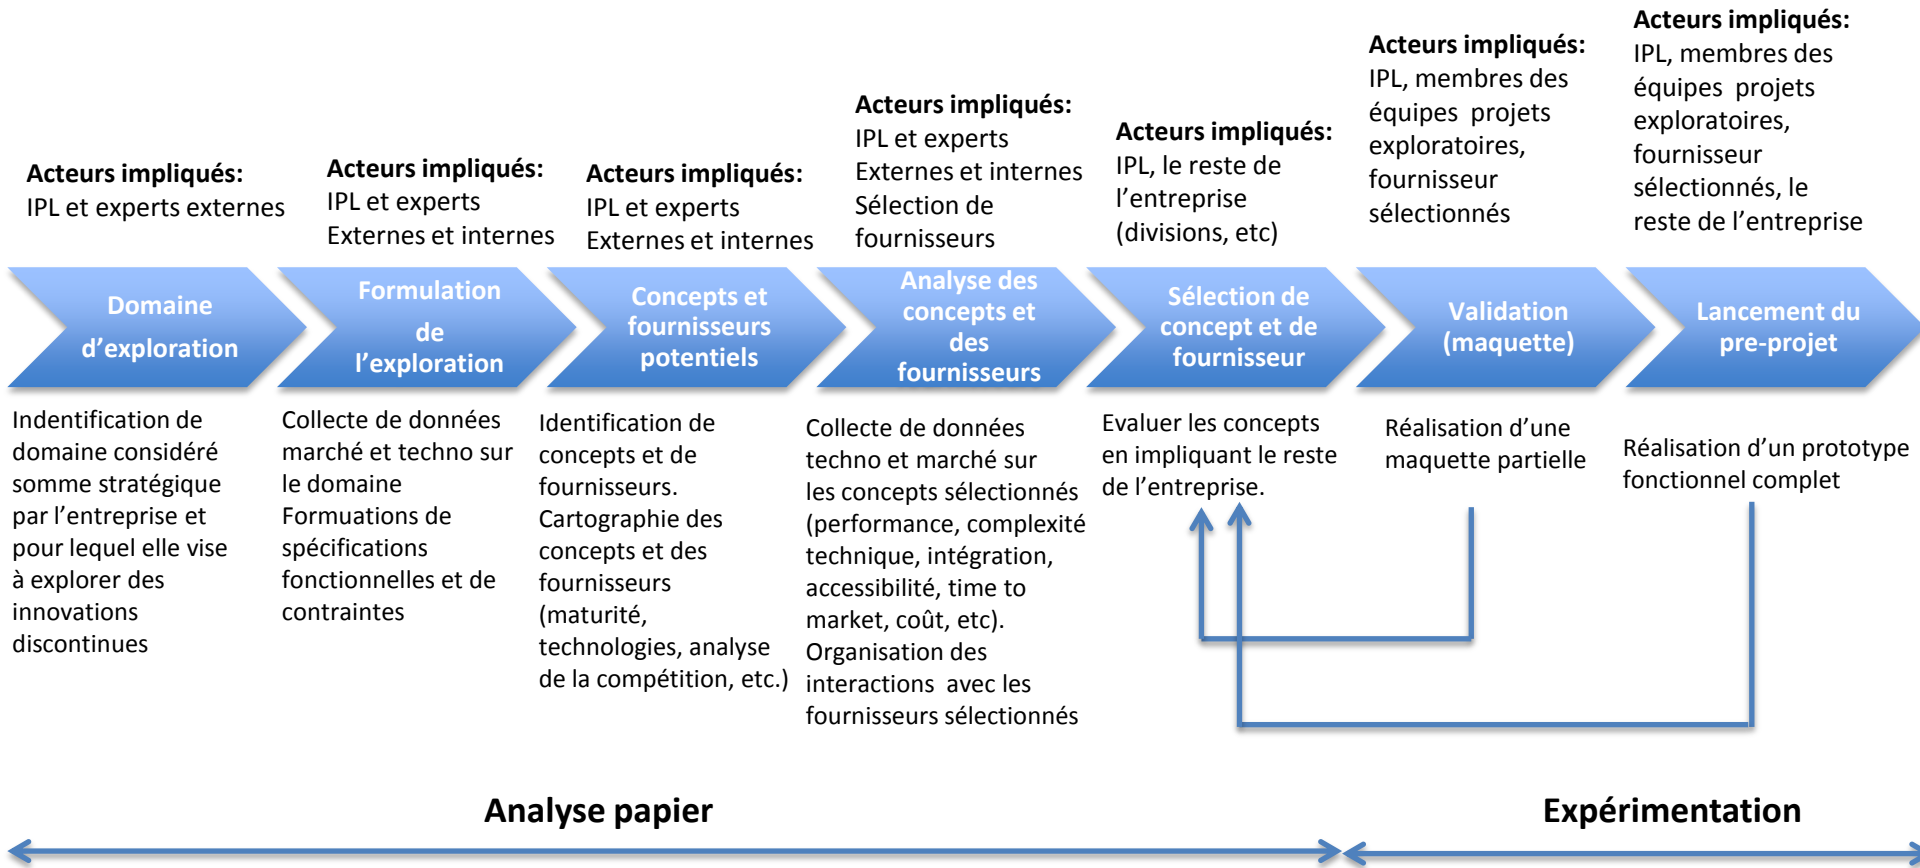 Acteurs impliqués:
IPL et experts externes
Acteurs impliqués:
IPL et experts
Externes et internes
Acteurs impliqués:
IPL et experts
Externes et internes
Acteurs impliqués:
IPL et experts
Externes et internes
Sélection de
fournisseurs
Acteurs impliqués:
IPL, le reste de
l’entreprise
(divisions, etc)
Acteurs impliqués:
IPL, membres des
équipes projets
exploratoires,
fournisseur
sélectionnés
Acteurs impliqués:
IPL, membres des
équipes projets
exploratoires,
fournisseur
sélectionnés, le
reste de l’entreprise
Domaine
d’exploration
Formulation
de
l’exploration
Concepts et
fournisseurs
potentiels
Analyse des
concepts et
des
fournisseurs
Sélection de
concept et de
fournisseur
Validation
(maquette)
Lancement du
pre-projet
Indentification de
domaine considéré
somme stratégique
par l’entreprise et
pour lequel elle vise
à explorer des
innovations
discontinues
Collecte de données
marché et techno sur
le domaine
Formuations de
spécifications
fonctionnelles et de
contraintes
Identification de
concepts et de
fournisseurs.
Cartographie des
concepts et des
fournisseurs
(maturité,
technologies, analyse
de la compétition, etc.)
Collecte de données
techno et marché sur
les concepts sélectionnés
(performance, complexité
technique, intégration,
accessibilité, time to
market, coût, etc).
Organisation des
interactions avec les
fournisseurs sélectionnés
Evaluer les concepts
en impliquant le reste
de l’entreprise.
Réalisation d’une
maquette partielle
Réalisation d’un prototype
fonctionnel complet
Analyse papier
Expérimentation